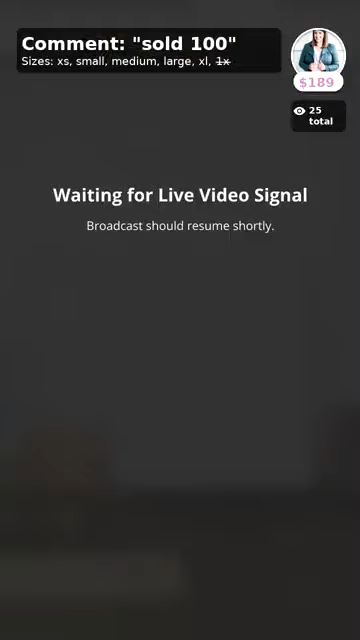 Comment: "sold 100"
Sizes: xs, small, medium, large, xl, 1x
$189
25
total
Waiting for Live Video Signal
Broadcast should resume shortly.